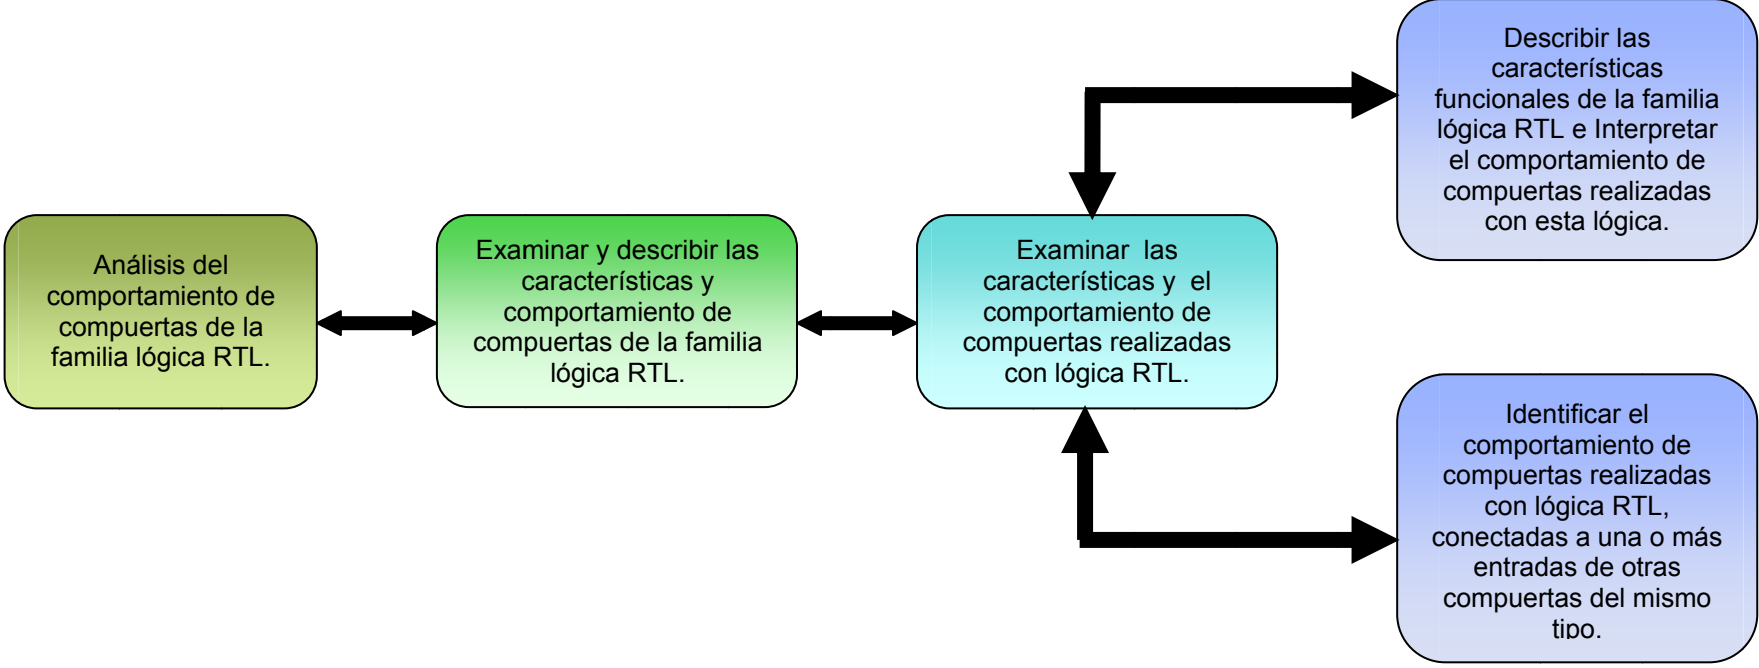 Análisis del
comportamiento de
compuertas de la
familia lógica RTL.
Examinar y describir las
características y
comportamiento de
compuertas de la familia
lógica RTL.
Examinar las
características y el
comportamiento de
compuertas realizadas
con lógica RTL.
Describir las
características
funcionales de la familia
lógica RTL e Interpretar
el comportamiento de
compuertas realizadas
con esta lógica.
Identificar el
comportamiento de
compuertas realizadas
con lógica RTL,
conectadas a una o más
entradas de otras
compuertas del mismo
tipo.